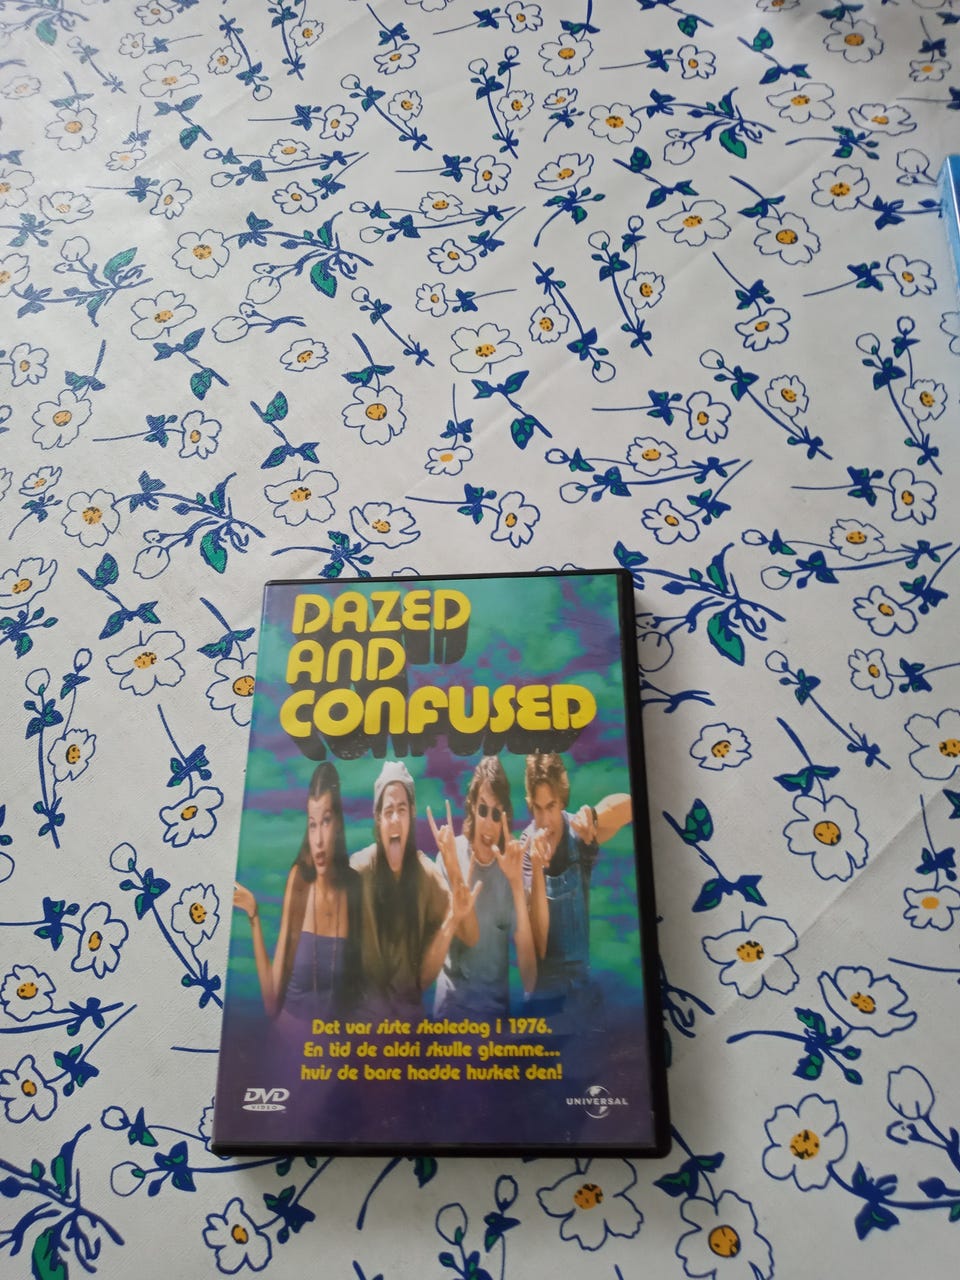 DAZED
AND
CONFUSED
Det var siste skoledag i 1976.
En tid de aldri skulle glemme...
hvis de bare hadde husket den!
DVD
VIDEO
UNIVERSAL